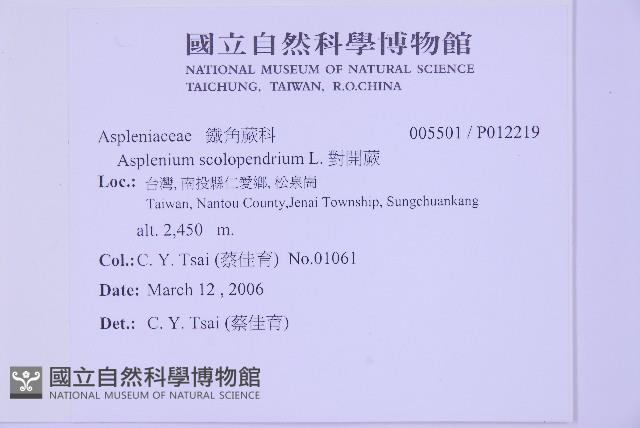 國立自然科學博物館
NATIONAL MUSEUM OF NATURAL SCIENCE
TAICHUNG, TAIWAN, R.O.CHINA
Aspleniaceae 鐵角蕨科 005501 / P012219
Asplenium scolopendrium L. 對開蕨
Loc.: 台灣, 南投縣仁愛鄉, 松泉崗
Taiwan, Nantou County,Jenai Township, Sungchuankang
alt. 2,450 m.
Col.: C. Y. Tsai (蔡佳育) No.01061
Date: March 12 , 2006
Det.: C. Y. Tsai (蔡佳育)
國立自然科學博物館
NATIONAL MUSEUM OF NATURAL SCIENCE